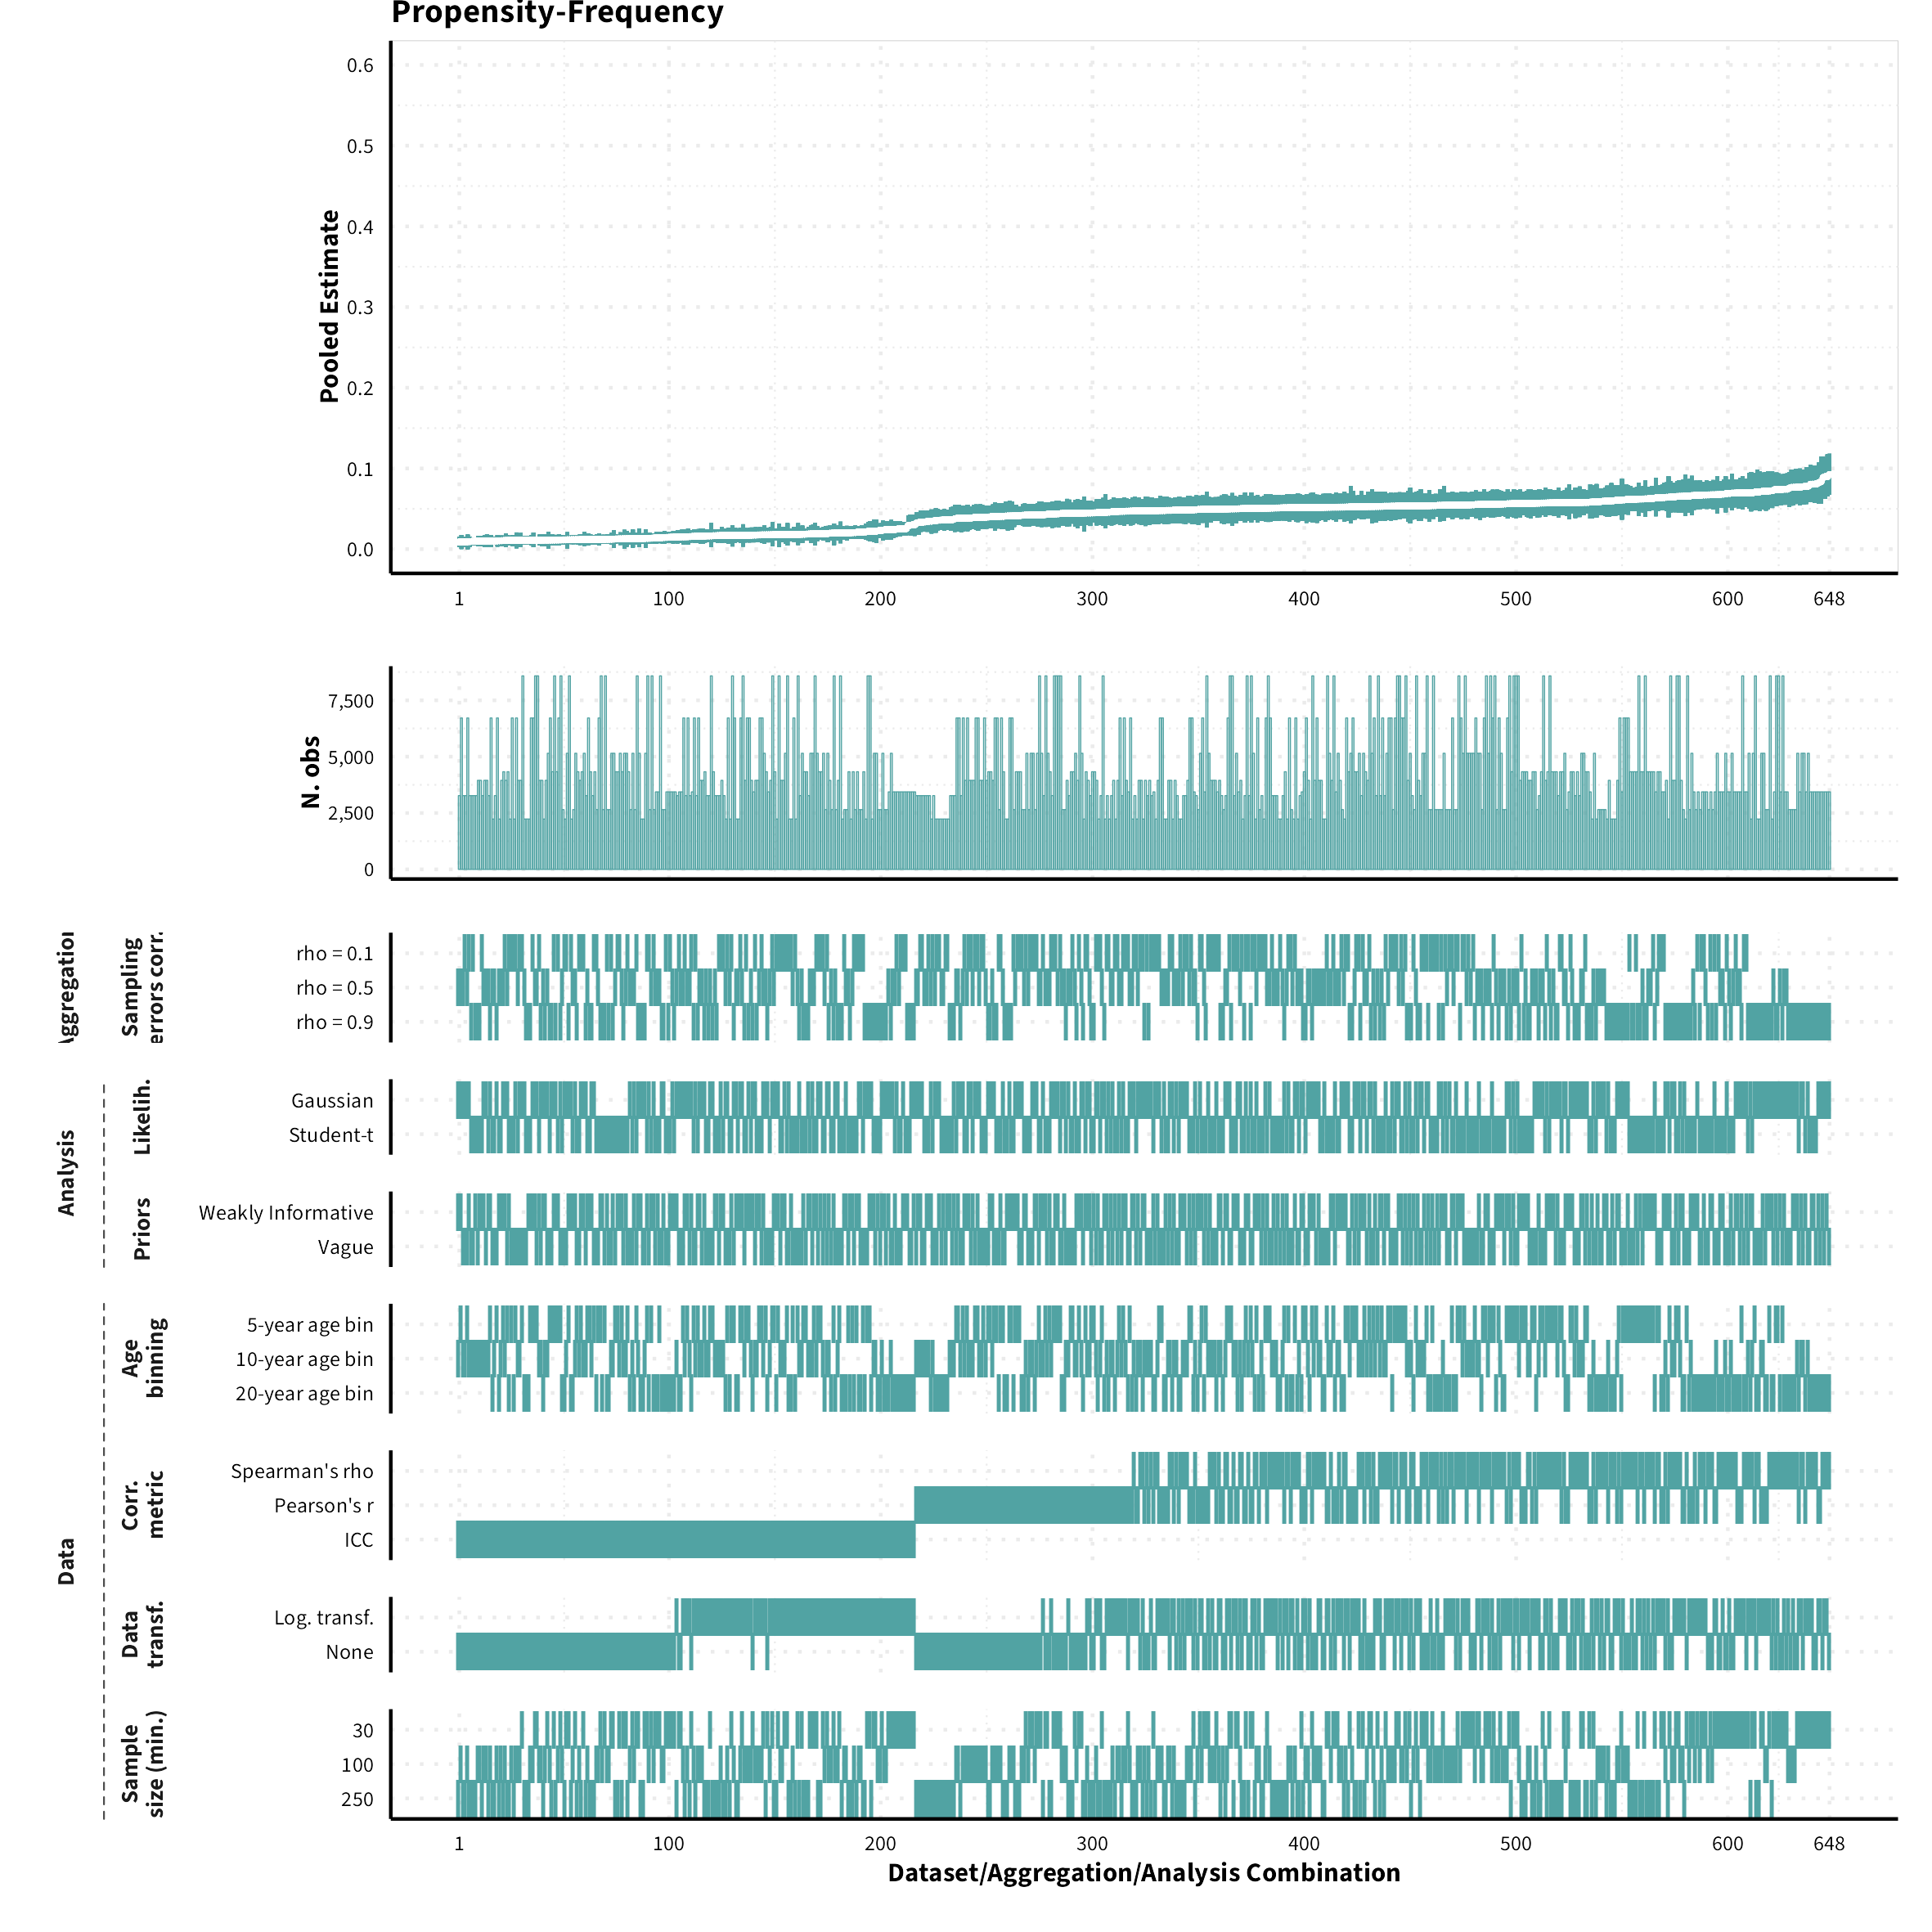 Propensity-Frequency
Pooled Estimate
0.6
0.5
0.4
0.3
0.2
0.1
0.0
1 100 200 300 400 500 600 648
N. obs
7,500
5,000
2,500
0
Aggregation
Sampling
errors corr.
rho = 0.1
rho = 0.5
rho = 0.9
Analysis
Likelih.
Gaussian
Student-t
Priors
Weakly Informative
Vague
Data
Age
binning
5-year age bin
10-year age bin
20-year age bin
Corr.
metric
Spearman's rho
Pearson's r
ICC
Data
transf.
Log. transf.
None
Sample
size (min.)
30
100
250
1 100 200 300 400 500 600 648
Dataset/Aggregation/Analysis Combination